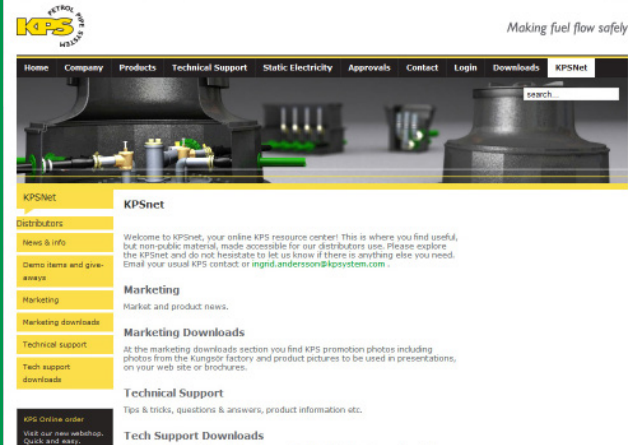 PETROL PIPE SYSTEM
KPS
Making fuel flow safely
Home Company Products Technical Support Static Electricity Approvals Contact Login Downloads KPSNet
search...
KPSNet
Distributors
News & info
Demo items and give-
aways
Marketing
Marketing downloads
Technical support
Tech support
downloads
KPS Online order
Visit our new webshop.
Quick and easy.
KPSnet
Welcome to KPSnet, your online KPS resource center! This is where you find useful,
but non-public material, made accessible for our distributors use. Please explore
the KPSnet and do not hesistate to let us know if there is anything else you need.
Email your usual KPS contact or ingrid.andersson@kpsystem.com .
Marketing
Market and product news.
Marketing Downloads
At the marketing downloads section you find KPS promotion photos including
photos from the Kungsör factory and product pictures to be used in presentations,
on your web site or brochures.
Technical Support
Tips & tricks, questions & answers, product information etc.
Tech Support Downloads